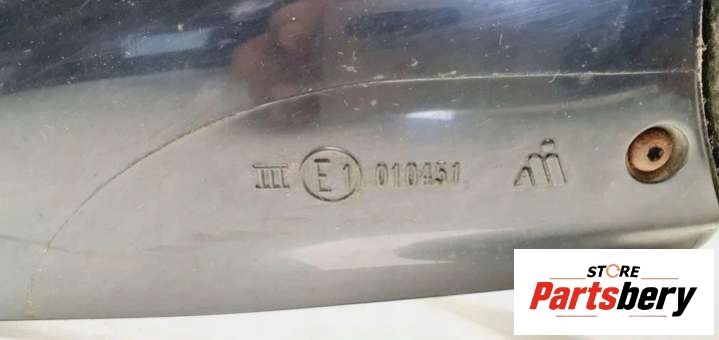 III E1 010451
STORE
Partsbery